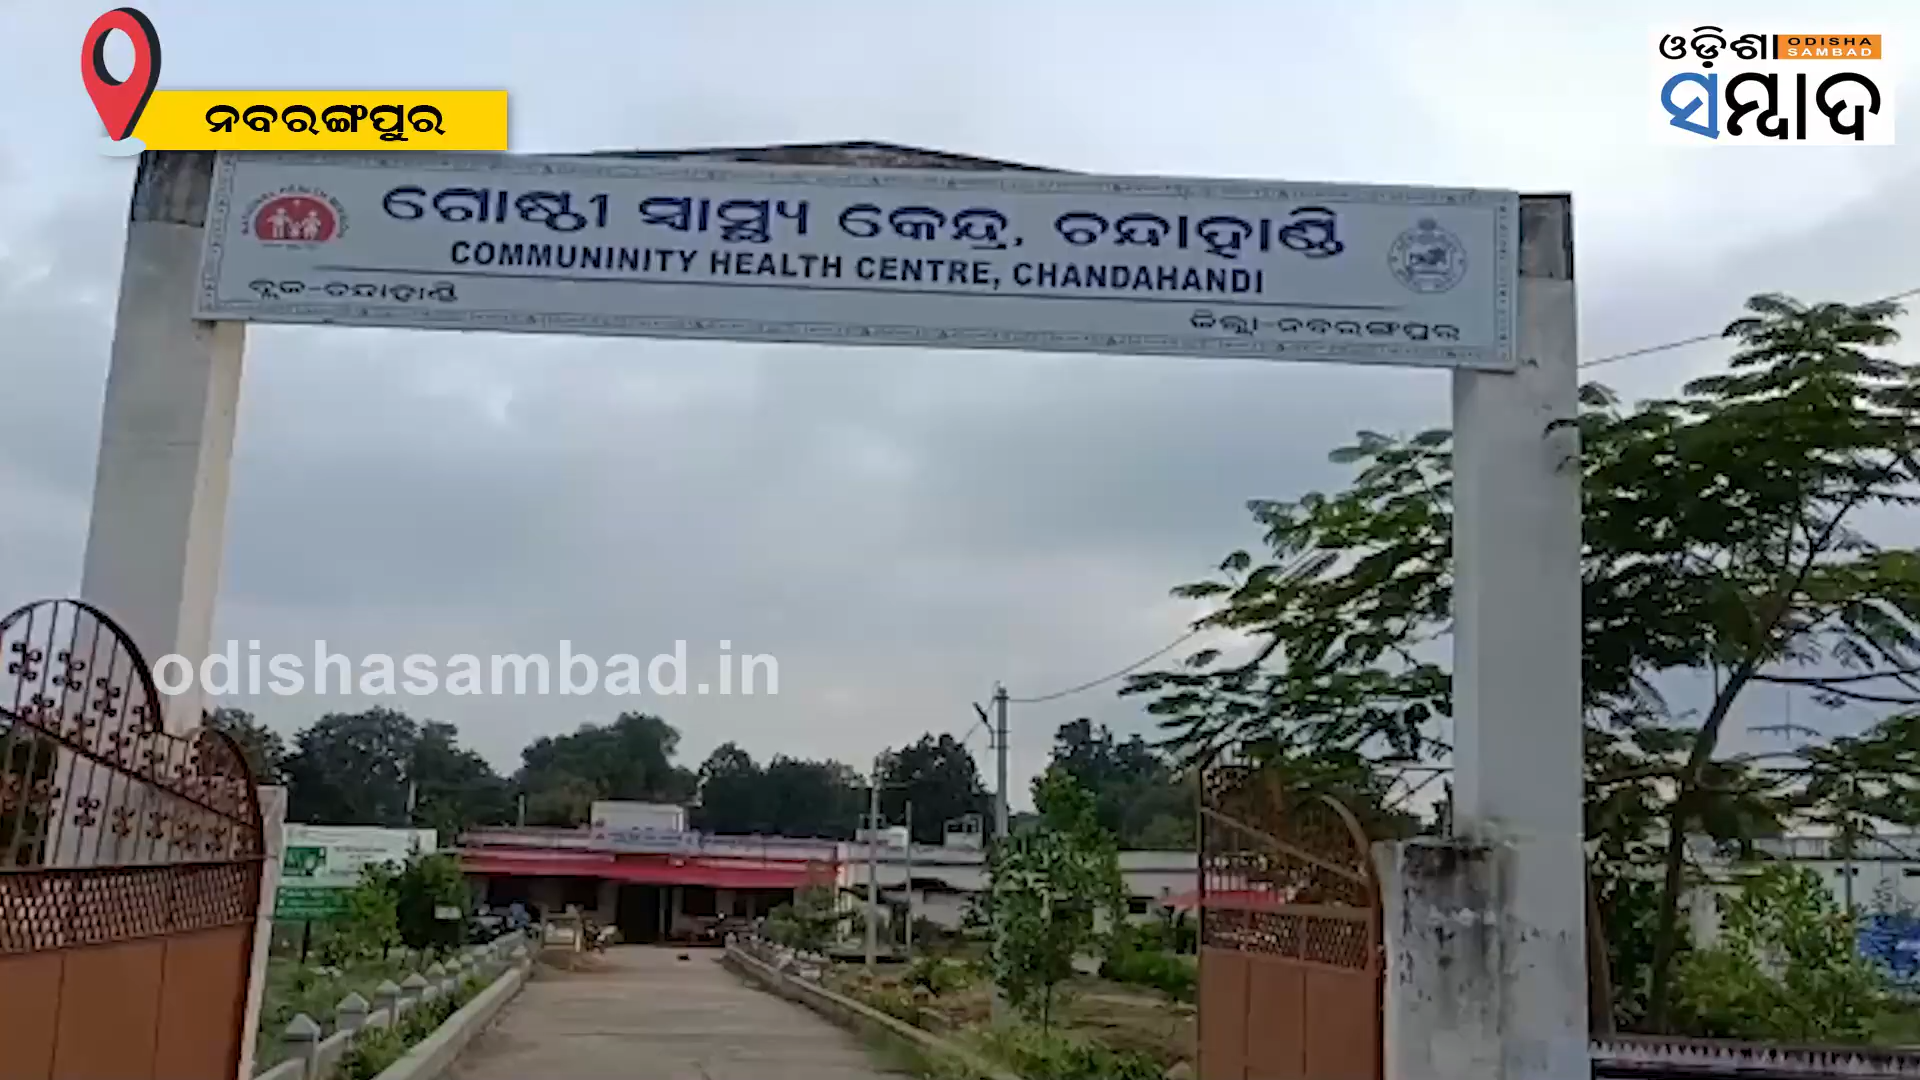 ନବରଙ୍ଗପୁର
ଓଡ଼ିଶା ODISHA SAMBAD
ସମ୍ବାଦ
ଗୋଷ୍ଠୀ ସ୍ୱାସ୍ଥ୍ୟ କେନ୍ଦ୍ର, ଚନ୍ଦାହାଣ୍ଡି
COMMUNINITY HEALTH CENTRE, CHANDAHANDI
ବ୍ଲକ-ଚନ୍ଦାହାଣ୍ଡି
ଜିଲ୍ଲା-ନବରଙ୍ଗପୁର
odishasambad.in